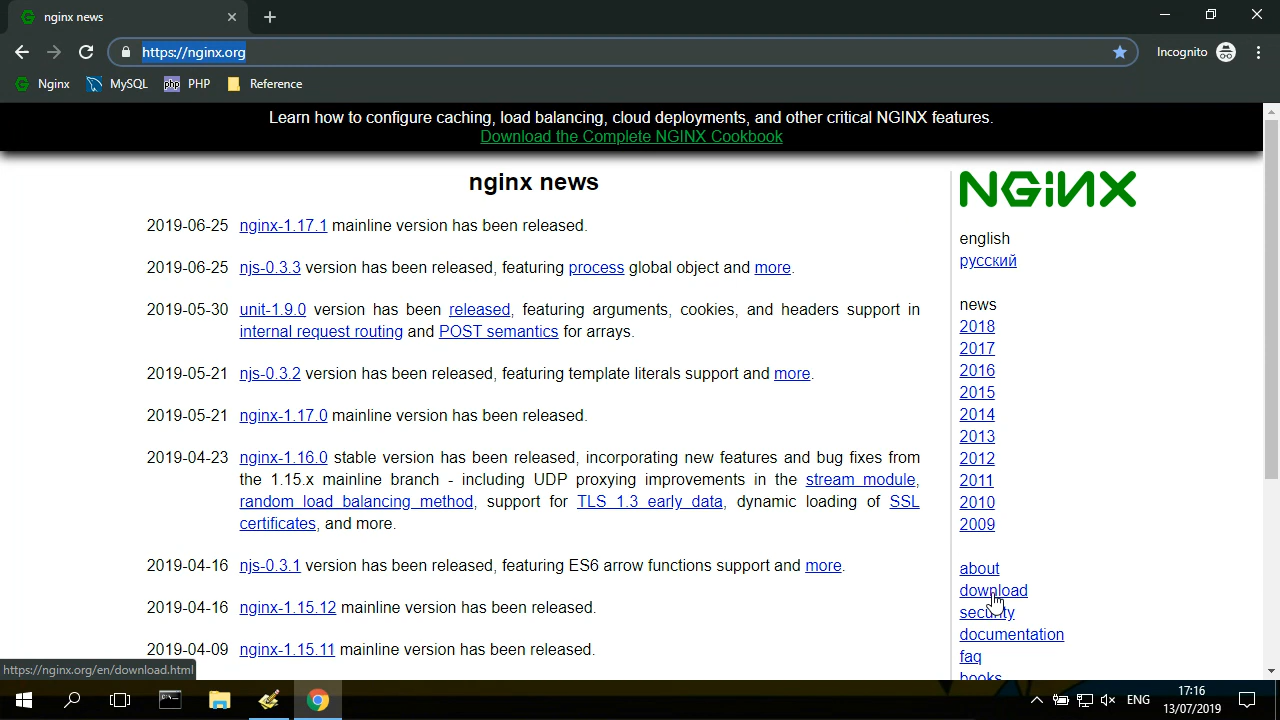 nginx news
https://nginx.org
Incognito
Nginx
MySQL
php
PHP
Reference
Learn how to configure caching, load balancing, cloud deployments, and other critical NGINX features.
Download the Complete NGINX Cookbook
nginx news
2019-06-25 nginx-1.17.1 mainline version has been released.
2019-06-25 njs-0.3.3 version has been released, featuring process global object and more.
2019-05-30 unit-1.9.0 version has been released, featuring arguments, cookies, and headers support in
internal request routing and POST semantics for arrays.
2019-05-21 njs-0.3.2 version has been released, featuring template literals support and more.
2019-05-21 nginx-1.17.0 mainline version has been released.
2019-04-23 nginx-1.16.0 stable version has been released, incorporating new features and bug fixes from
the 1.15.x mainline branch - including UDP proxying improvements in the stream module,
random load balancing method, support for TLS 1.3 early data, dynamic loading of SSL
certificates, and more.
2019-04-16 njs-0.3.1 version has been released, featuring ES6 arrow functions support and more.
2019-04-16 nginx-1.15.12 mainline version has been released.
2019-04-09 nginx-1.15.11 mainline version has been released.
NGINX
english
русский
news
2018
2017
2016
2015
2014
2013
2012
2011
2010
2009
about
download
security
documentation
faq
books
https://nginx.org/en/download.html
ENG
17:16
13/07/2019